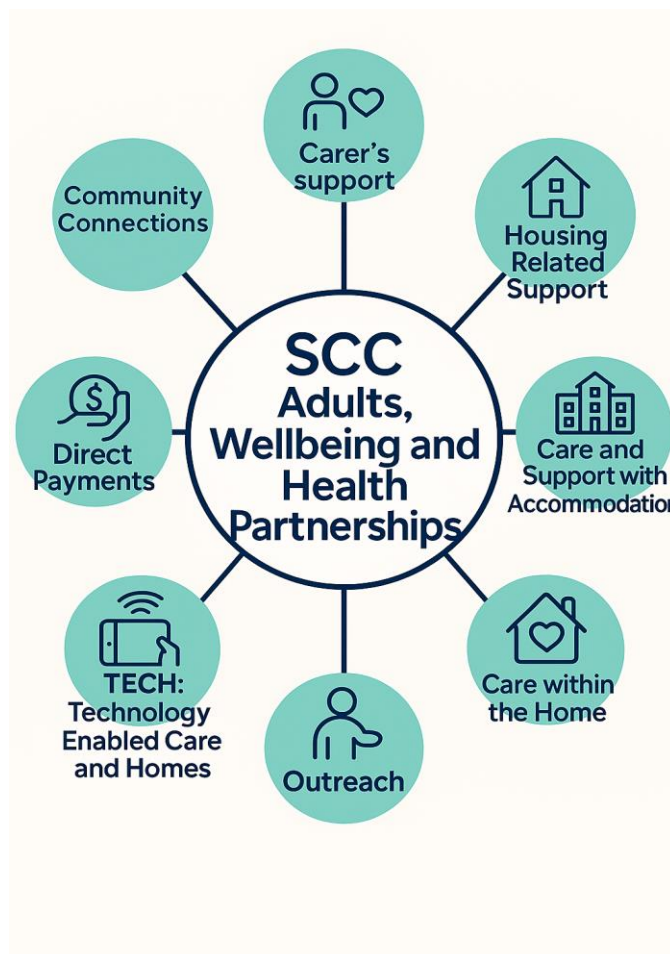 Carer's
support
Community
Connections
Housing
Related
Support
SCC
Adults,
Wellbeing and
Health
Partnerships
$
Direct
Payments
Care and
Support with
Accommodation
TECH:
Technology
Enabled Care
and Homes
Care within
the Home
Outreach